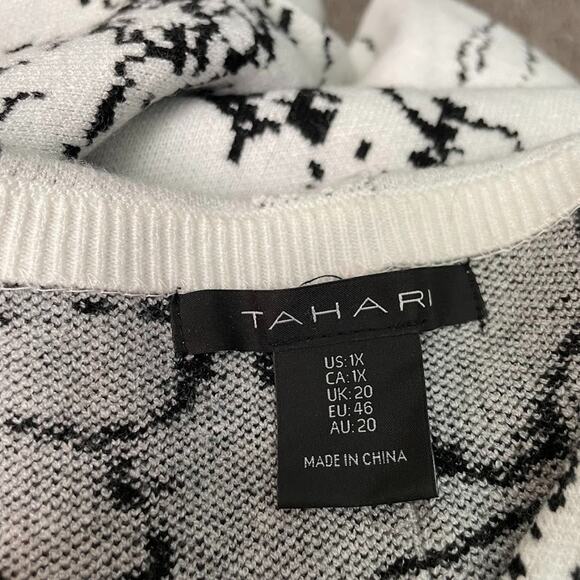 TAHARI
US: 1X
CA: 1X
UK: 20
EU: 46
AU: 20
MADE IN CHINA